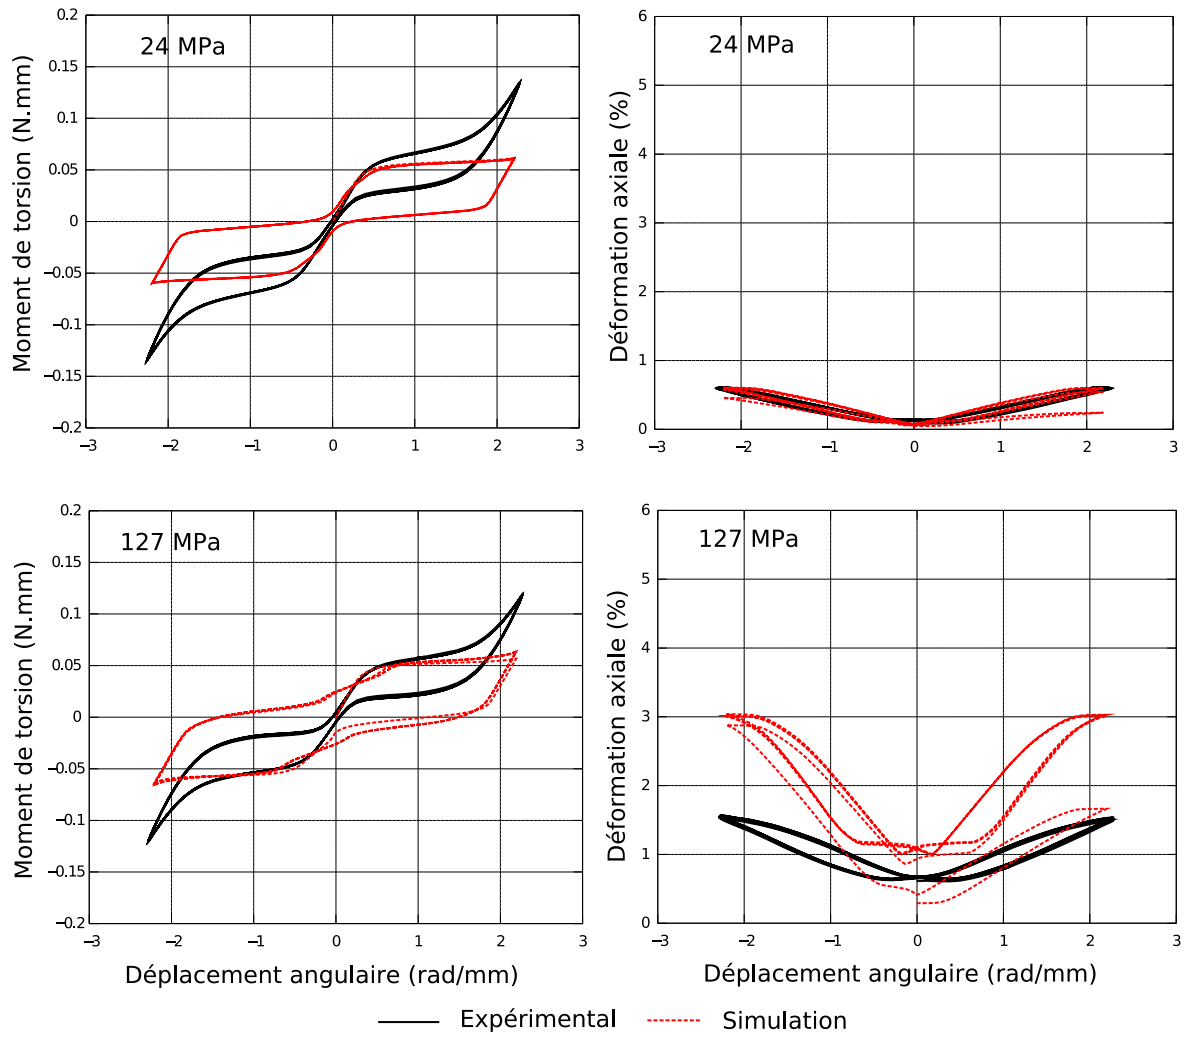 0.2
0.15
0.1
0.05
0
−0.05
−0.1
−0.15
−0.2
−3 −2 −1 0 1 2 3
Moment de torsion (N.mm)
24 MPa
6
5
4
3
2
1
0
−3 −2 −1 0 1 2 3
Déformation axiale (%)
24 MPa
0.2
0.15
0.1
0.05
0
−0.05
−0.1
−0.15
−0.2
−3 −2 −1 0 1 2 3
Moment de torsion (N.mm)
127 MPa
Déplacement angulaire (rad/mm)
6
5
4
3
2
1
0
−3 −2 −1 0 1 2 3
Déformation axiale (%)
127 MPa
Déplacement angulaire (rad/mm)
Expérimental
Simulation